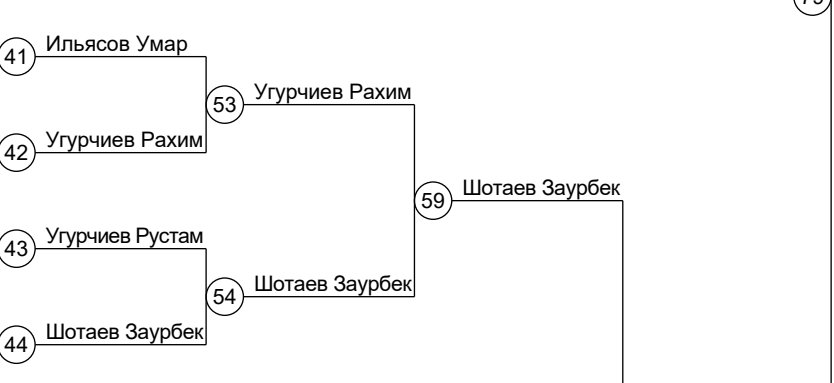 41 Ильясов Умар
53 Угурчиев Рахим
42 Угурчиев Рахим
59 Шотаев Заурбек
43 Угурчиев Рустам
54 Шотаев Заурбек
44 Шотаев Заурбек